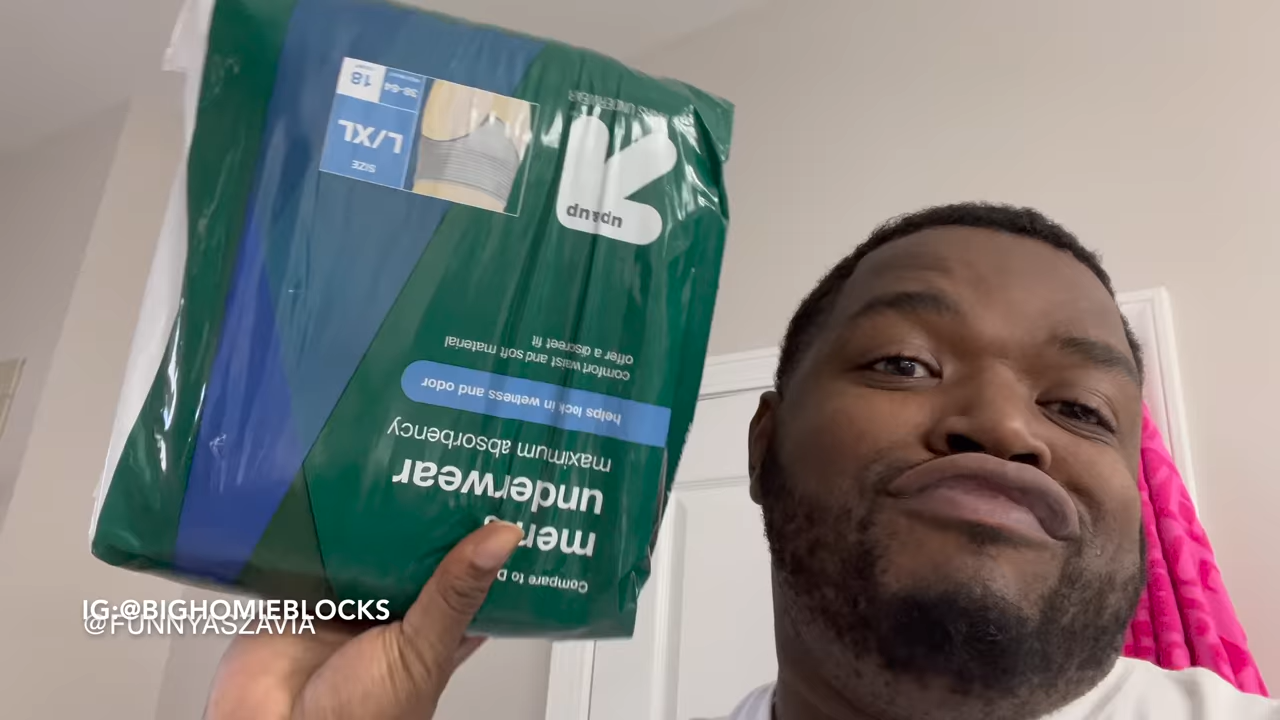 Compare to D
men's
underwear
maximum absorbency
helps lock in wetness and odor
comfort waist and soft material
offer a discreet fit
up&up
SIZE
L/XL
38-64
18
IG:@BIGHOMIEBLOCKS
@FUNNYASZAVIA